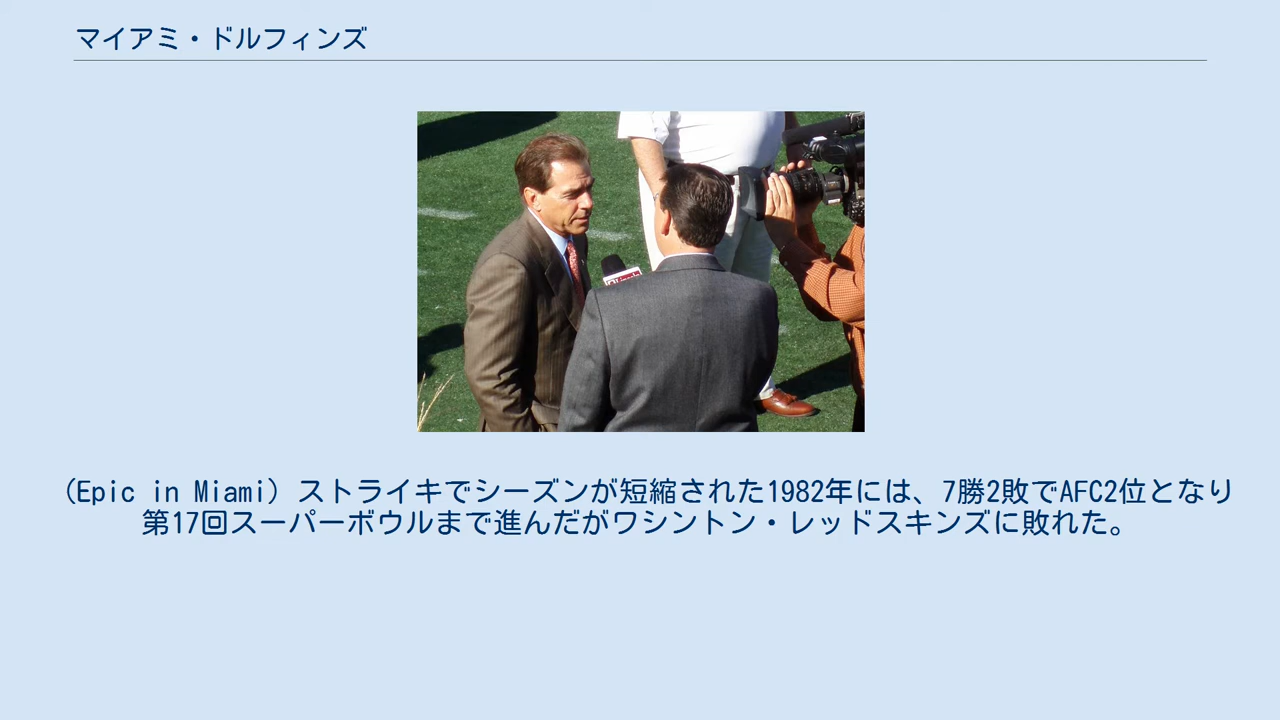 マイアミ・ドルフィンズ
(Epic in Miami) ストライキでシーズンが短縮された1982年には、7勝2敗でAFC2位となり
第17回スーパーボウルまで進んだがワシントン・レッドスキンズに敗れた。